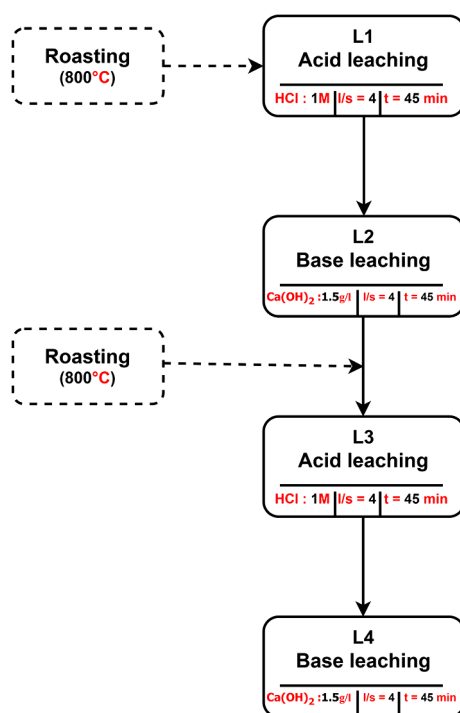 Roasting
(800°C)
L1
Acid leaching
HCl : 1M l/s = 4 t = 45 min
L2
Base leaching
Ca(OH)₂ :1.5g/l l/s = 4 t = 45 min
Roasting
(800°C)
L3
Acid leaching
HCl : 1M l/s = 4 t = 45 min
L4
Base leaching
Ca(OH)₂ :1.5g/l l/s = 4 t = 45 min